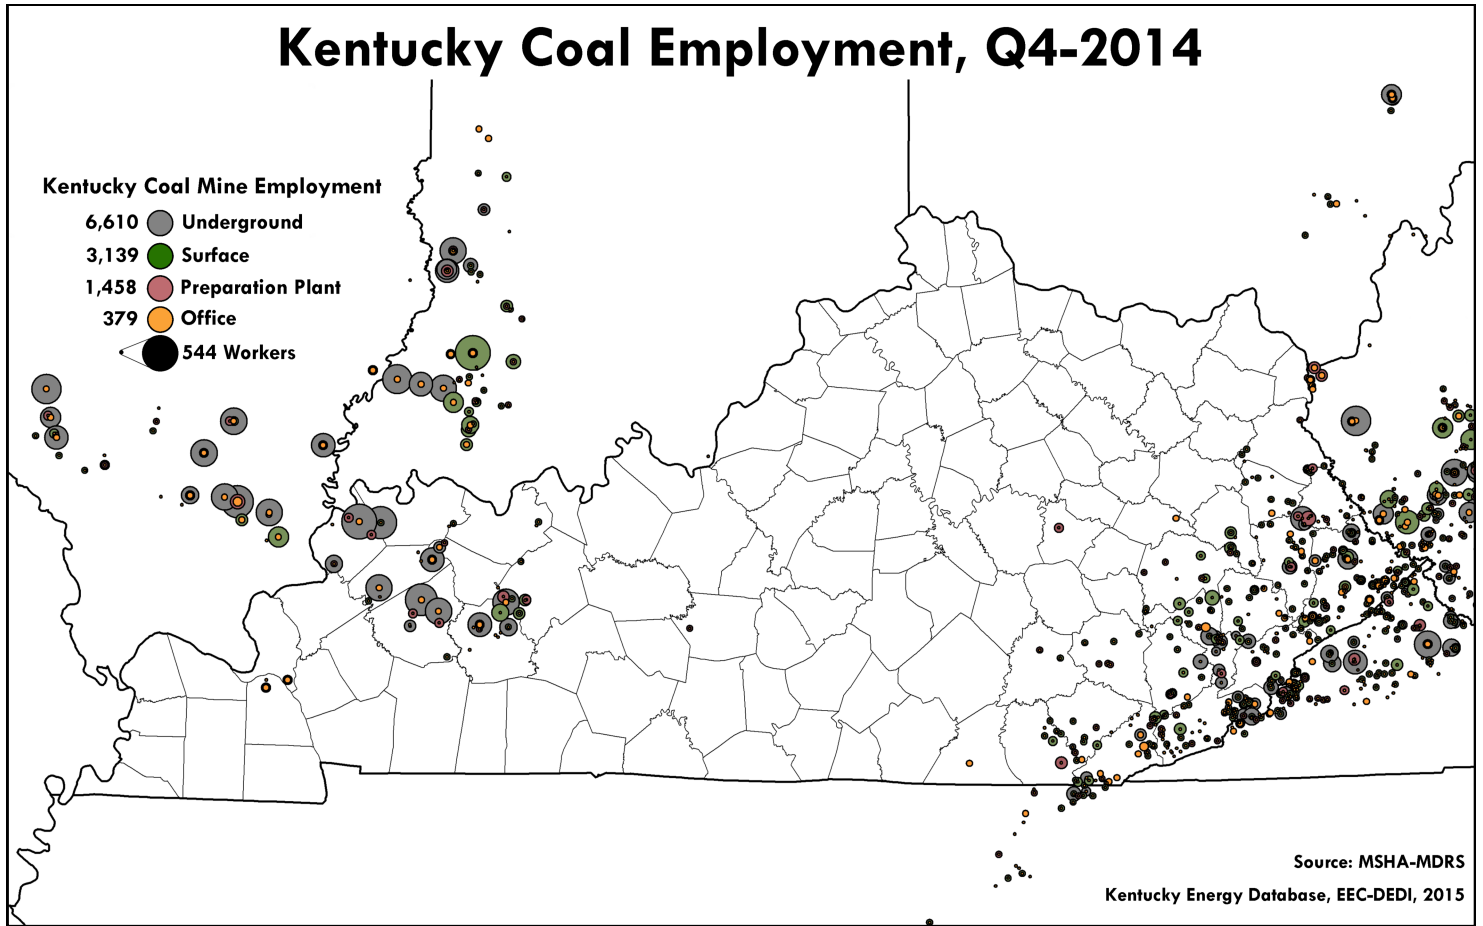 Kentucky Coal Employment, Q4-2014
Kentucky Coal Mine Employment
6,610 Underground
3,139 Surface
1,458 Preparation Plant
379 Office
544 Workers
Source: MSHA-MDRS
Kentucky Energy Database, EEC-DEDI, 2015